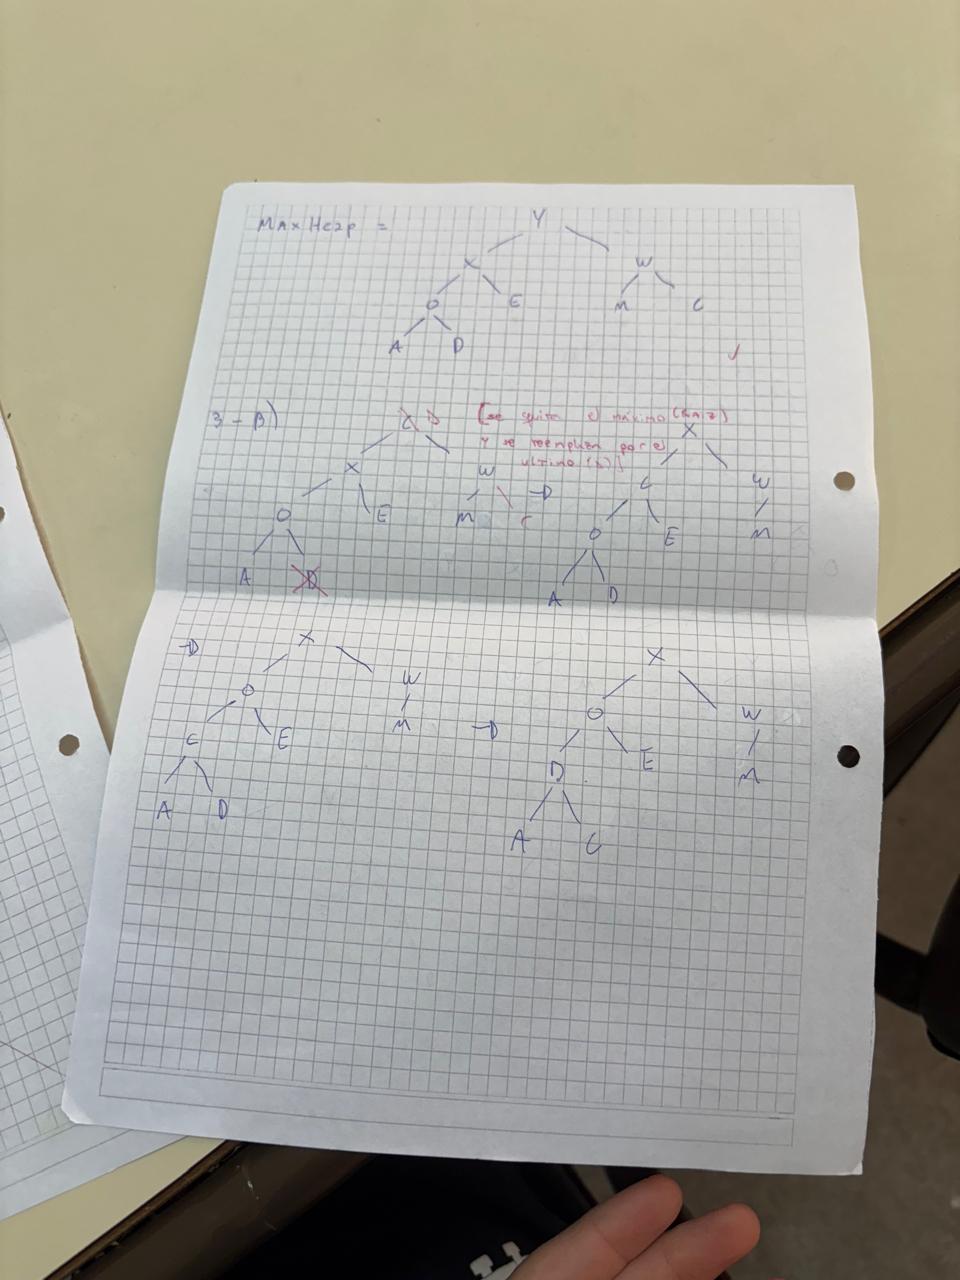 MaxHeap =
Y
X W
O E M C
A D
3 - B)
C D
X W
O E M C
A D
(se quita el máximo (raíz)
Y se reemplaza por el
ultimo (D))
→
X
C W
O E M
A D
→
X
O W
C E M
A D
→
X
O W
D E M
A C